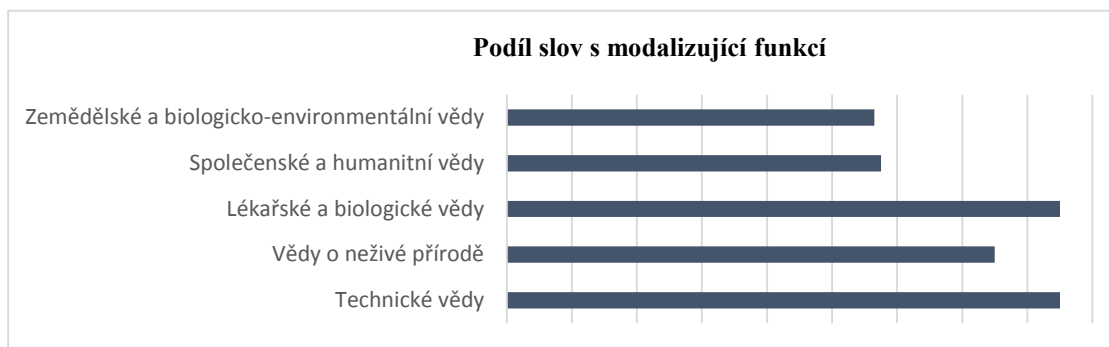 Podíl slov s modalizující funkcí
Zemědělské a biologicko-environmentální vědy
Společenské a humanitní vědy
Lékařské a biologické vědy
Vědy o neživé přírodě
Technické vědy